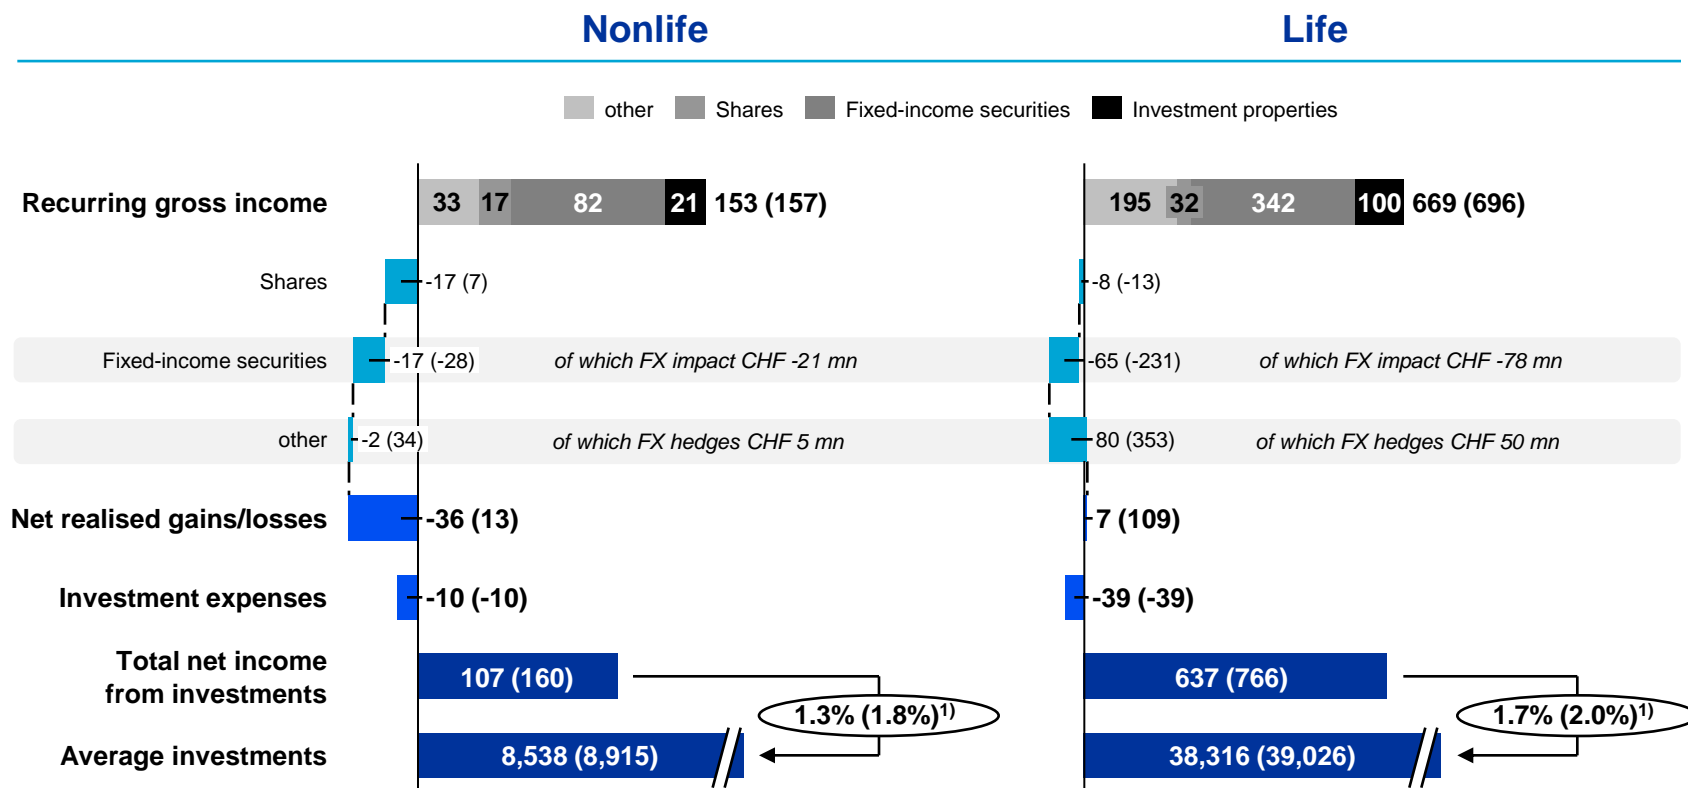 Nonlife Life
other Shares Fixed-income securities Investment properties
Recurring gross income 33 17 82 21 153 (157) 195 32 342 100 669 (696)
Shares -17 (7) -8 (-13)
Fixed-income securities -17 (-28) of which FX impact CHF -21 mn -65 (-231) of which FX impact CHF -78 mn
other -2 (34) of which FX hedges CHF 5 mn 80 (353) of which FX hedges CHF 50 mn
Net realised gains/losses -36 (13) 7 (109)
Investment expenses -10 (-10) -39 (-39)
Total net income
from investments 107 (160) 637 (766)
1.3% (1.8%)1) 1.7% (2.0%)1)
Average investments 8,538 (8,915) 38,316 (39,026)